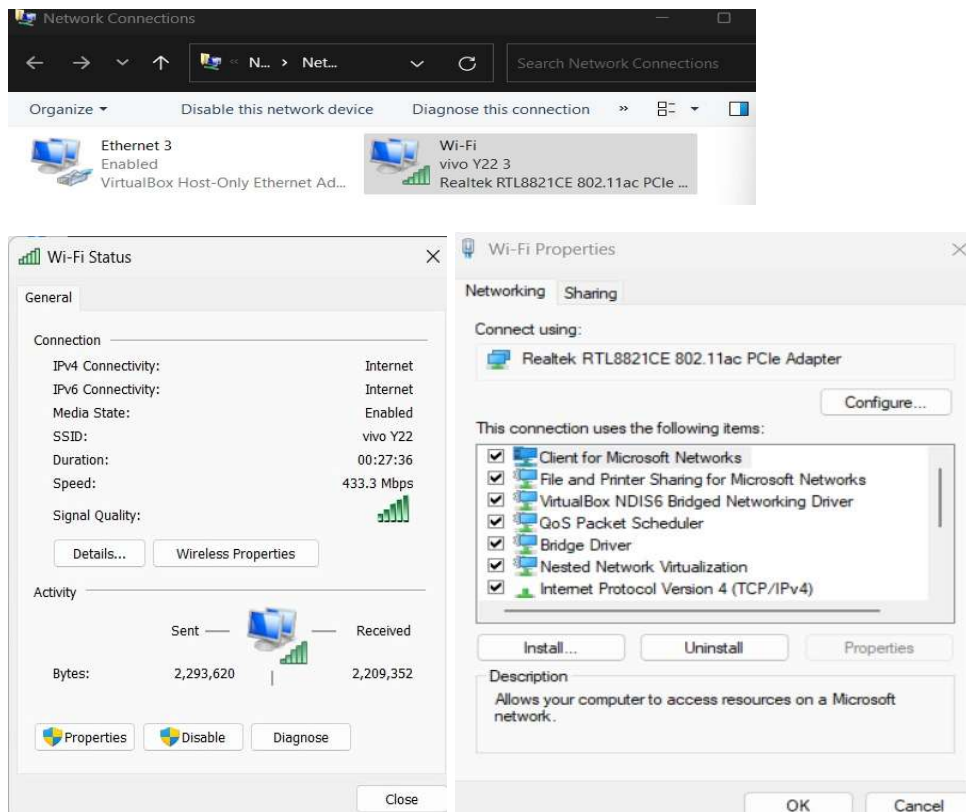 Network Connections
« N... > Net...
Search Network Connections
Organize
Disable this network device
Diagnose this connection
»
Ethernet 3
Enabled
VirtualBox Host-Only Ethernet Ad...
Wi-Fi
vivo Y22 3
Realtek RTL8821CE 802.11ac PCIe ...
Wi-Fi Status
General
Connection
IPv4 Connectivity: Internet
IPv6 Connectivity: Internet
Media State: Enabled
SSID: vivo Y22
Duration: 00:27:36
Speed: 433.3 Mbps
Signal Quality:
Details...
Wireless Properties
Activity
Sent — — Received
Bytes: 2,293,620 | 2,209,352
Properties
Disable
Diagnose
Close
Wi-Fi Properties
Networking
Sharing
Connect using:
Realtek RTL8821CE 802.11ac PCIe Adapter
Configure...
This connection uses the following items:
Client for Microsoft Networks
File and Printer Sharing for Microsoft Networks
VirtualBox NDIS6 Bridged Networking Driver
QoS Packet Scheduler
Bridge Driver
Nested Network Virtualization
Internet Protocol Version 4 (TCP/IPv4)
Install...
Uninstall
Properties
Description
Allows your computer to access resources on a Microsoft
network.
OK
Cancel